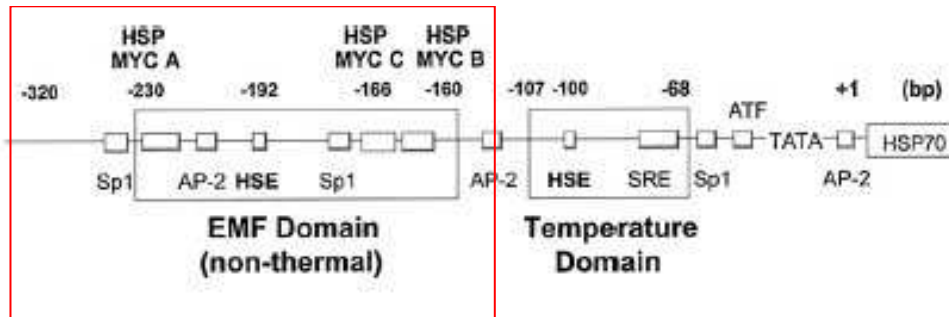 HSP HSP HSP
MYC A MYC C MYC B
-320 -230 -192 -166 -160 -107 -100 -68 +1 (bp)
ATF
TATA HSP70
Sp1 AP-2 HSE Sp1 AP-2 HSE SRE Sp1 AP-2
EMF Domain Temperature
(non-thermal) Domain